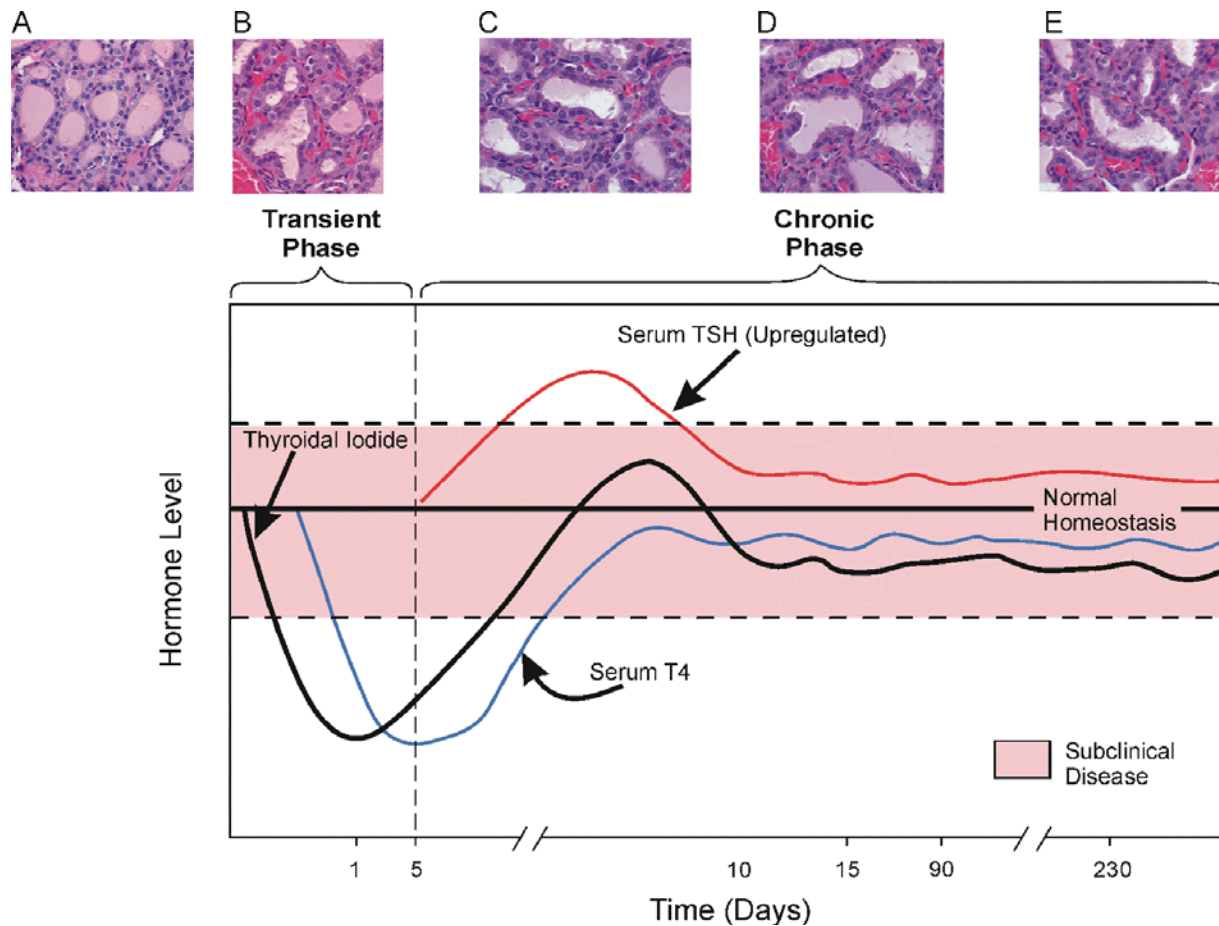 A
B
C
D
E
Transient
Phase
Chronic
Phase
Serum TSH (Upregulated)
Thyroidal Iodide
Normal
Homeostasis
Hormone Level
Serum T4
Subclinical
Disease
1
5
10
15
90
230
Time (Days)